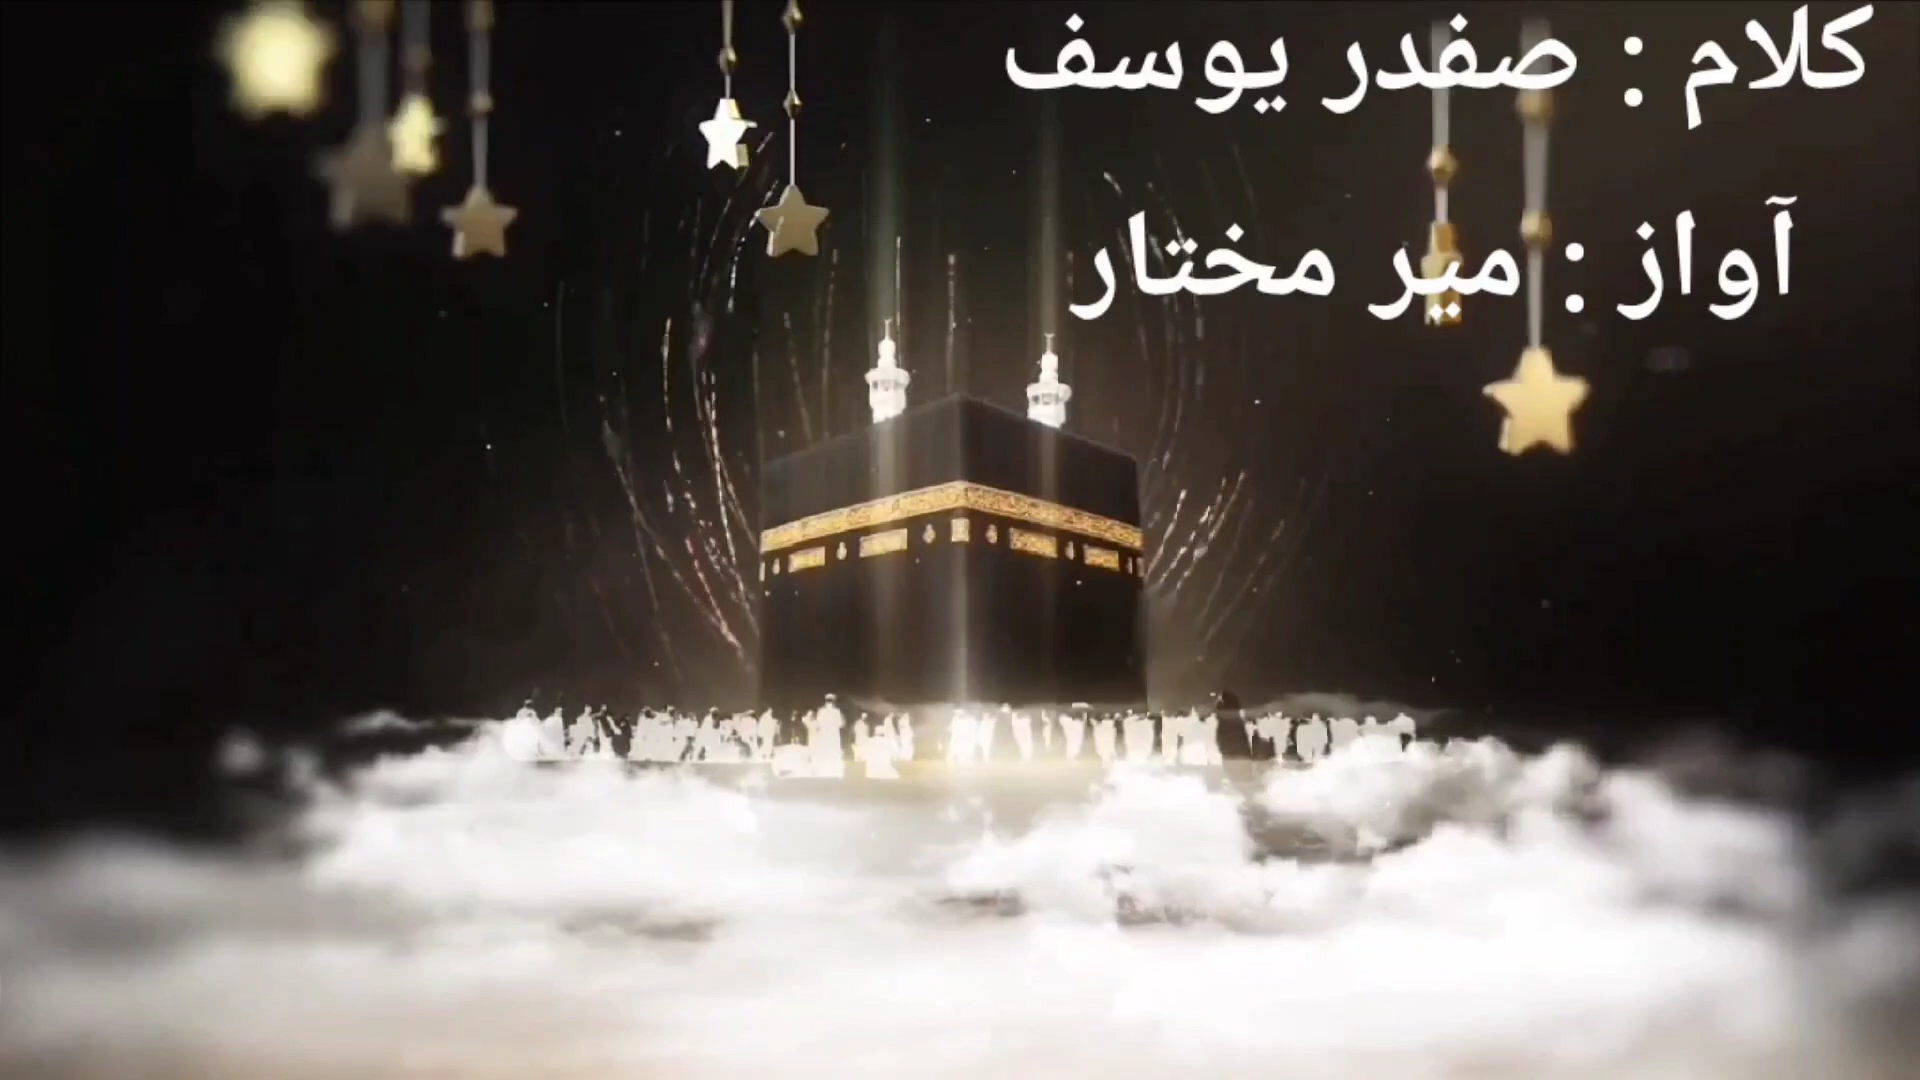 کلام : صفدر یوسف
آواز : میر مختار